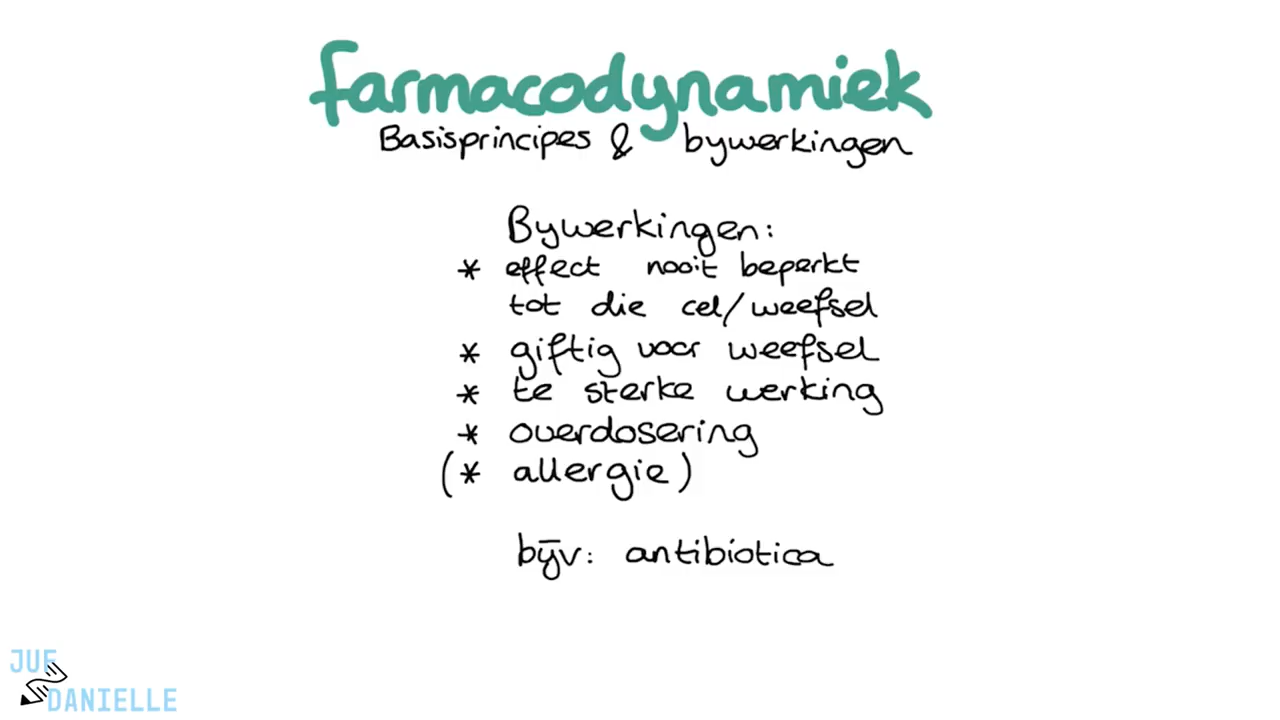 farmacodynamiek
Basisprincipes & bywerkingen
Bywerkingen:
* effect nooit beperkt
tot die cel/weefsel
* giftig voor weefsel
* te sterke werking
* overdosering
(* allergie)
bijv: antibiotica
JUF
DANIELLE